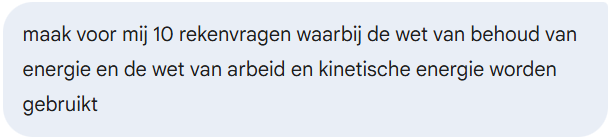 maak voor mij 10 rekenvragen waarbij de wet van behoud van
energie en de wet van arbeid en kinetische energie worden
gebruikt